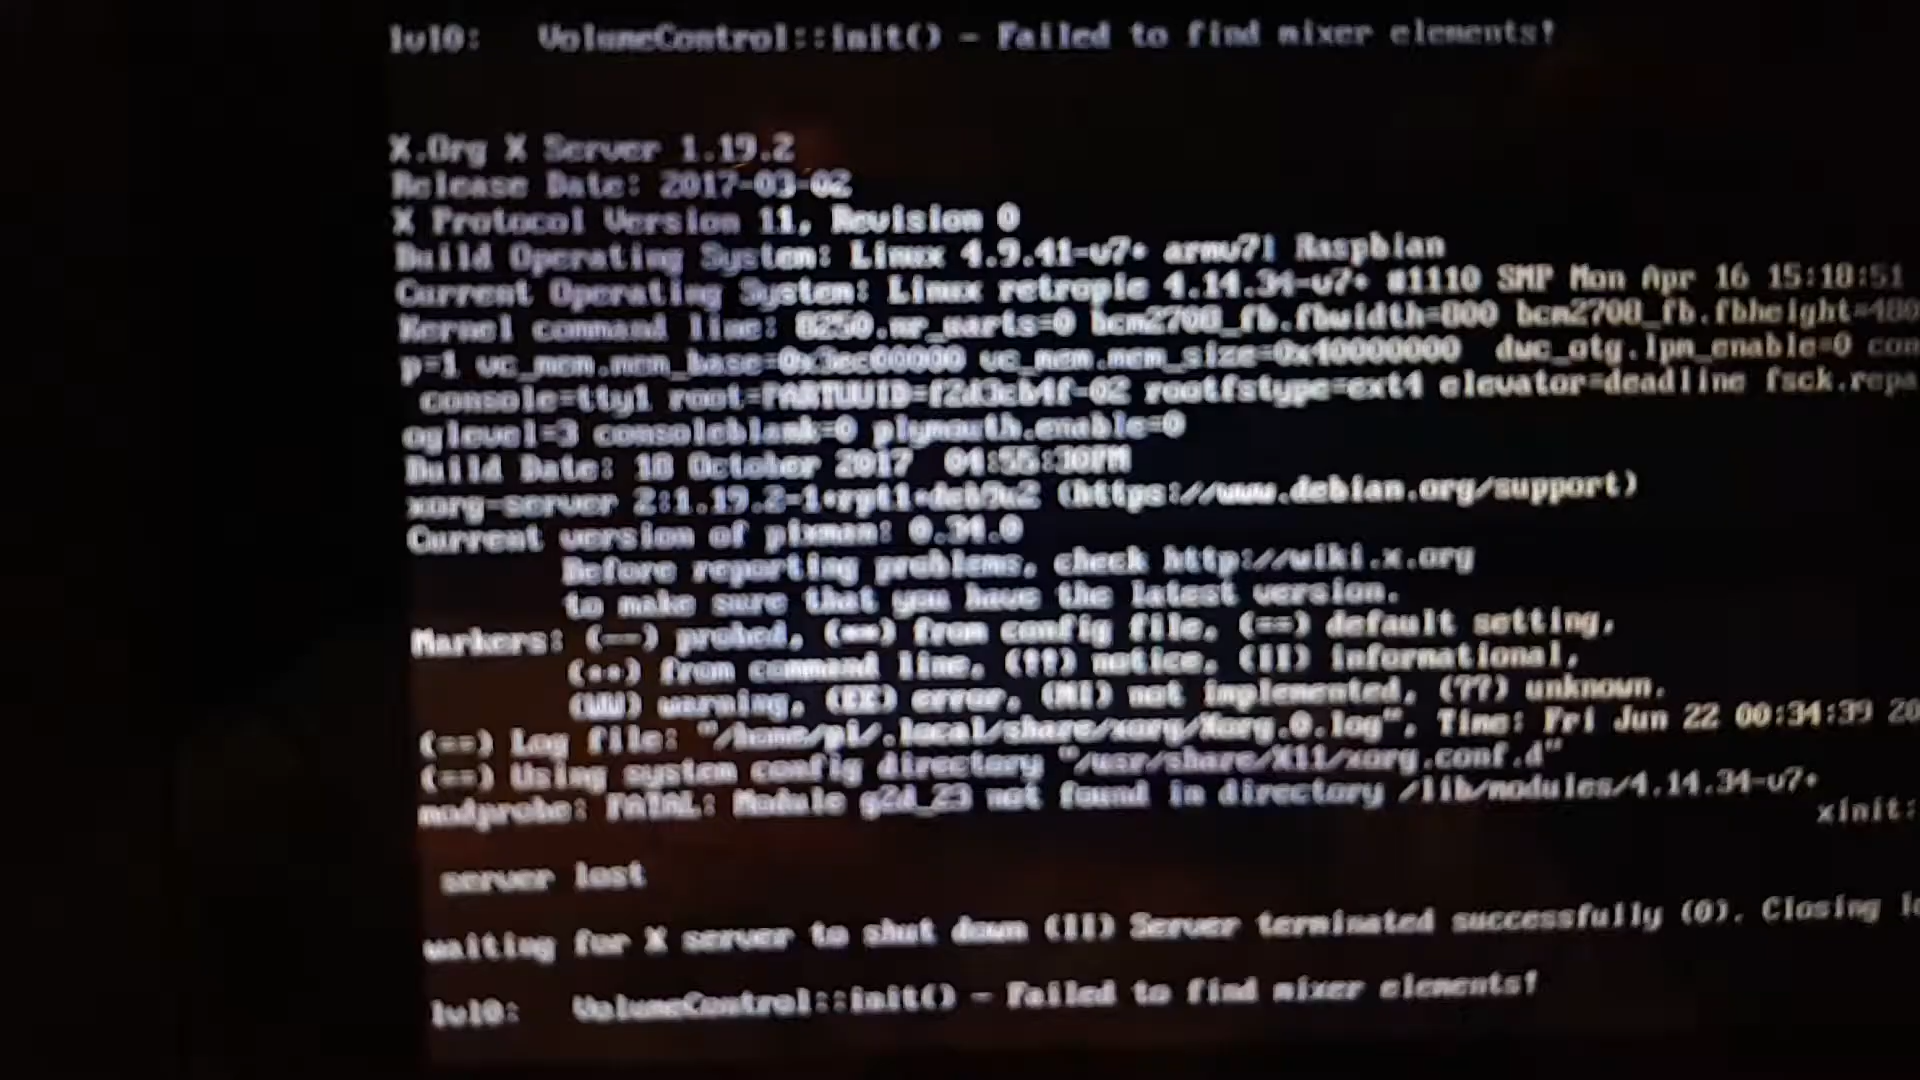 lvl0: VolumeControl::init() - Failed to find mixer elements!
X.Org X Server 1.19.2
Release Date: 2017-03-02
X Protocol Version 11, Revision 0
Build Operating System: Linux 4.9.41-v7+ armv7l Raspbian
Current Operating System: Linux retropie 4.14.34-v7+ #1110 SMP Mon Apr 16 15:18:51
Kernel command line: 8250.nr_uarts=0 bcm2708_fb.fbwidth=800 bcm2708_fb.fbheight=480
p=1 vc_mem.mem_base=0x3ec00000 vc_mem.mem_size=0x40000000 dwc_otg.lpm_enable=0 con
console=tty1 root=PARTUUID=f2d3cb4f-02 rootfstype=ext4 elevator=deadline fsck.repa
oglevel=3 consoleblank=0 plymouth.enable=0
Build Date: 18 October 2017 04:55:30PM
xorg-server 2:1.19.2-1+rpt1+deb9u2 (https://www.debian.org/support)
Current version of pixman: 0.34.0
Before reporting problems, check http://wiki.x.org
to make sure that you have the latest version.
Markers: (--) probed, (**) from config file, (==) default setting,
(++) from command line, (!!) notice, (II) informational,
(WW) warning, (EE) error, (NI) not implemented, (??) unknown.
(==) Log file: "/home/pi/.local/share/xorg/Xorg.0.log", Time: Fri Jun 22 00:34:39 20
(==) Using system config directory "/usr/share/X11/xorg.conf.d"
modprobe: FATAL: Module g2d_23 not found in directory /lib/modules/4.14.34-v7+
xinit:
server lost
waiting for X server to shut down (II) Server terminated successfully (0). Closing lo
lvl0: VolumeControl::init() - Failed to find mixer elements!